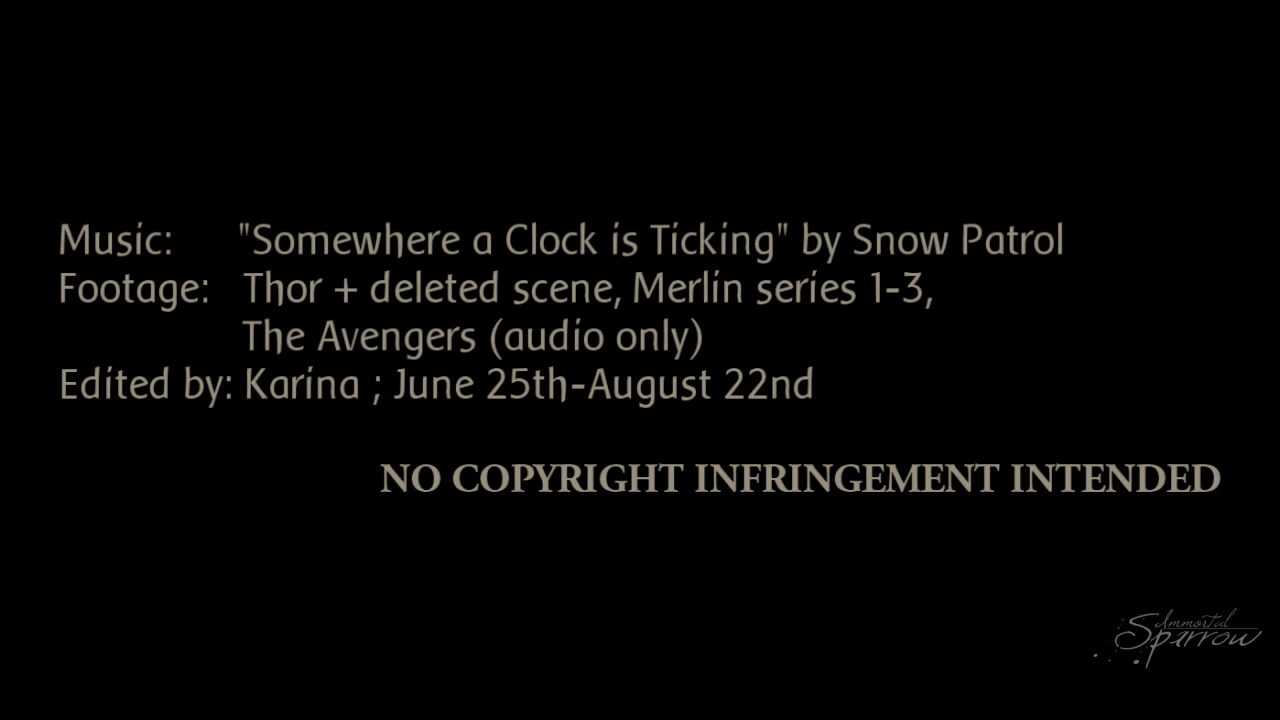 Music: "Somewhere a Clock is Ticking" by Snow Patrol
Footage: Thor + deleted scene, Merlin series 1-3,
The Avengers (audio only)
Edited by: Karina ; June 25th-August 22nd
NO COPYRIGHT INFRINGEMENT INTENDED
Immortal
Sparrow